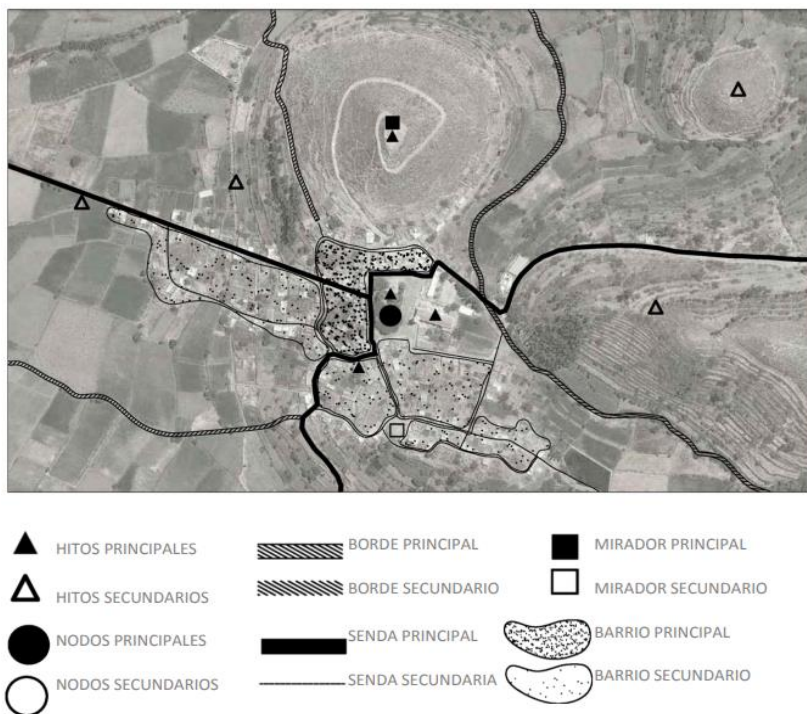 HITOS PRINCIPALES
HITOS SECUNDARIOS
NODOS PRINCIPALES
NODOS SECUNDARIOS
BORDE PRINCIPAL
BORDE SECUNDARIO
SENDA PRINCIPAL
SENDA SECUNDARIA
MIRADOR PRINCIPAL
MIRADOR SECUNDARIO
BARRIO PRINCIPAL
BARRIO SECUNDARIO